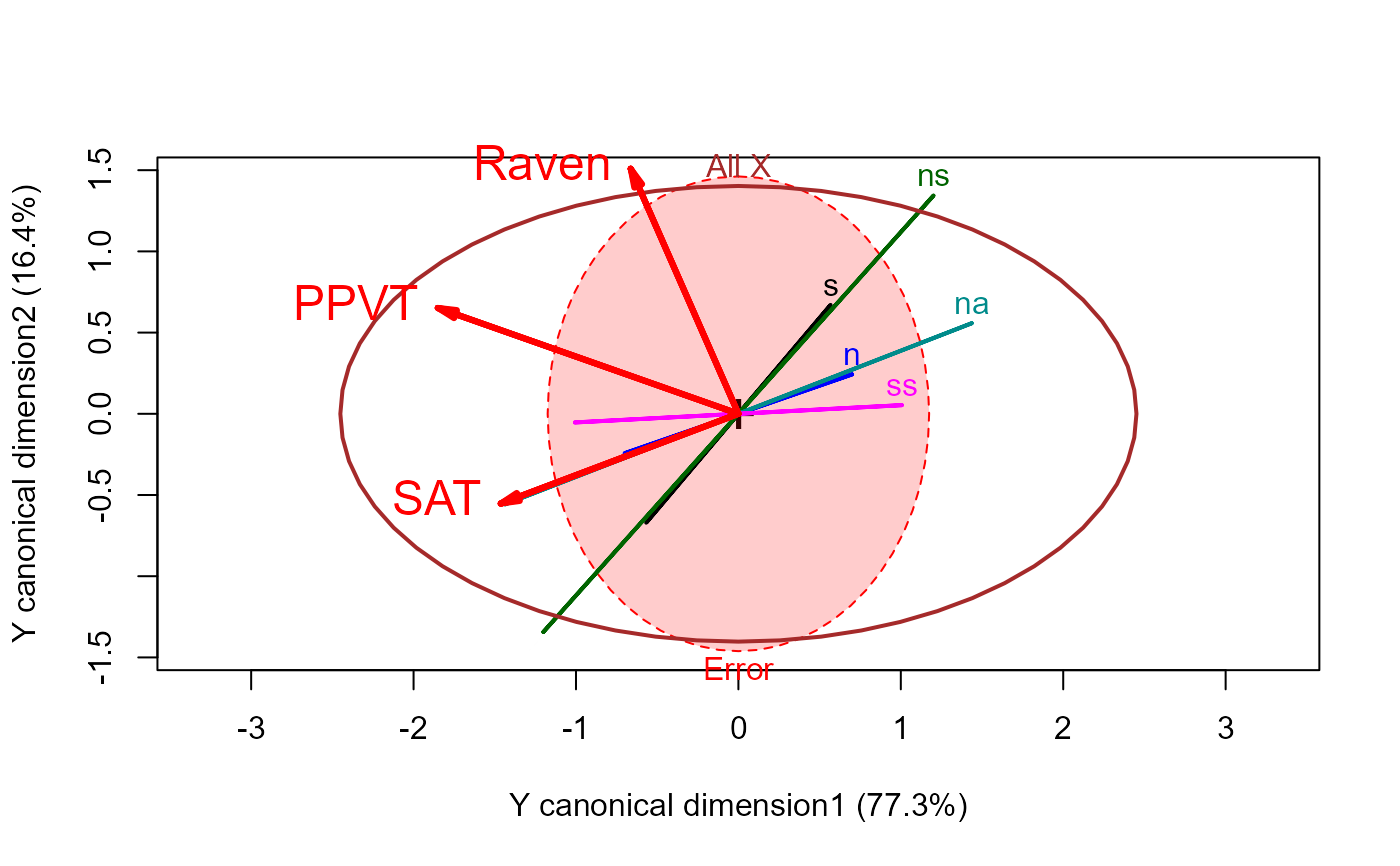 Raven
All X
ns
s
PPVT
na
n
ss
SAT
Error
1.5
1.0
0.5
0.0
-0.5
-1.5
Y canonical dimension2 (16.4%)
-3 -2 -1 0 1 2 3
Y canonical dimension1 (77.3%)